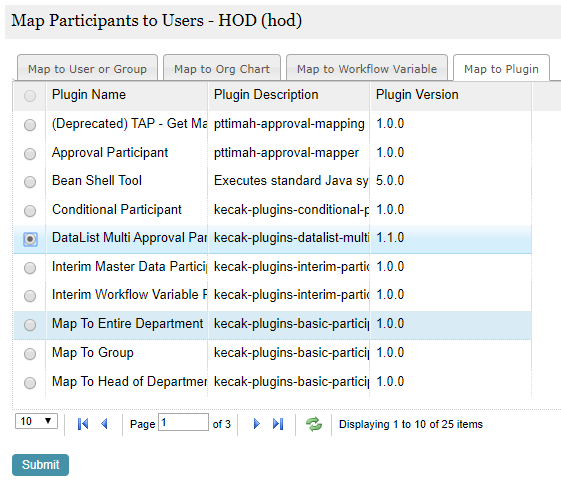 Map Participants to Users - HOD (hod)
Map to User or Group Map to Org Chart Map to Workflow Variable Map to Plugin
Plugin Name Plugin Description Plugin Version
(Deprecated) TAP - Get Ma pttimah-approval-mapping 1.0.0
Approval Participant pttimah-approval-mapper 1.0.0
Bean Shell Tool Executes standard Java sy 5.0.0
Conditional Participant kecak-plugins-conditional-p 1.0.0
DataList Multi Approval Par kecak-plugins-datalist-multi 1.1.0
Interim Master Data Partici kecak-plugins-interim-partic 1.0.0
Interim Workflow Variable P kecak-plugins-interim-partic 1.0.0
Map To Entire Department kecak-plugins-basic-particip 1.0.0
Map To Group kecak-plugins-basic-particip 1.0.0
Map To Head of Departmer kecak-plugins-basic-particip 1.0.0
10 Page 1 of 3 Displaying 1 to 10 of 25 items
Submit